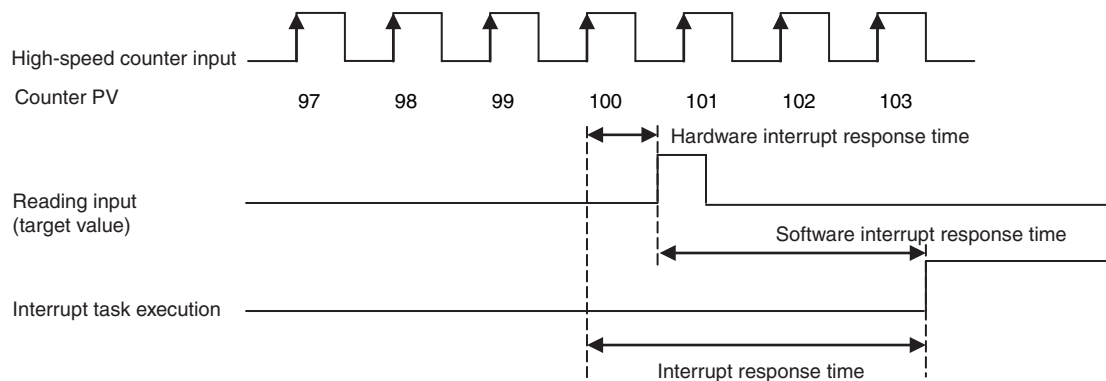 High-speed counter input
Counter PV
97 98 99 100 101 102 103
Hardware interrupt response time
Reading input
(target value)
Software interrupt response time
Interrupt task execution
Interrupt response time